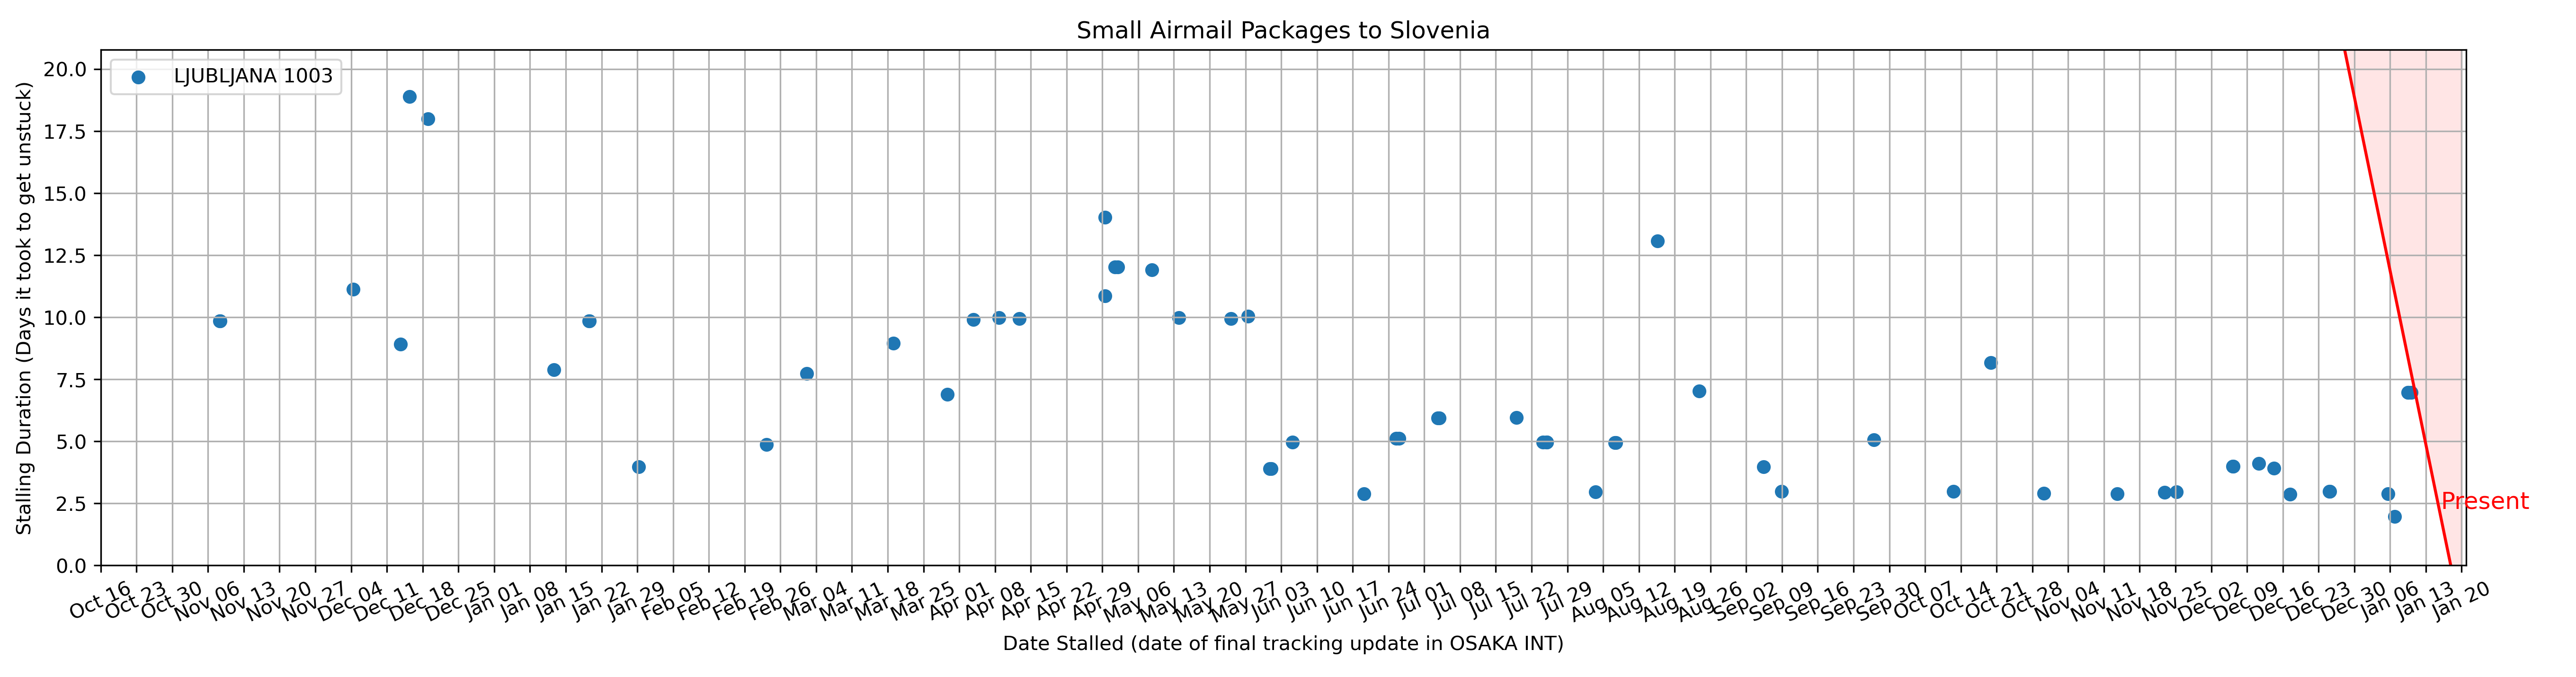 Small Airmail Packages to Slovenia
LJUBLJANA 1003
Stalling Duration (Days it took to get unstuck)
20.0
17.5
15.0
12.5
10.0
7.5
5.0
2.5
0.0
Present
Oct 16 Oct 23 Oct 30 Nov 06 Nov 13 Nov 20 Nov 27 Dec 04 Dec 11 Dec 18 Dec 25 Jan 01 Jan 08 Jan 15 Jan 22 Jan 29 Feb 05 Feb 12 Feb 19 Feb 26 Mar 04 Mar 11 Mar 18 Mar 25 Apr 01 Apr 08 Apr 15 Apr 22 Apr 29 May 06 May 13 May 20 May 27 Jun 03 Jun 10 Jun 17 Jun 24 Jul 01 Jul 08 Jul 15 Jul 22 Jul 29 Aug 05 Aug 12 Aug 19 Aug 26 Sep 02 Sep 09 Sep 16 Sep 23 Sep 30 Oct 07 Oct 14 Oct 21 Oct 28 Nov 04 Nov 11 Nov 18 Nov 25 Dec 02 Dec 09 Dec 16 Dec 23 Dec 30 Jan 06 Jan 13 Jan 20
Date Stalled (date of final tracking update in OSAKA INT)